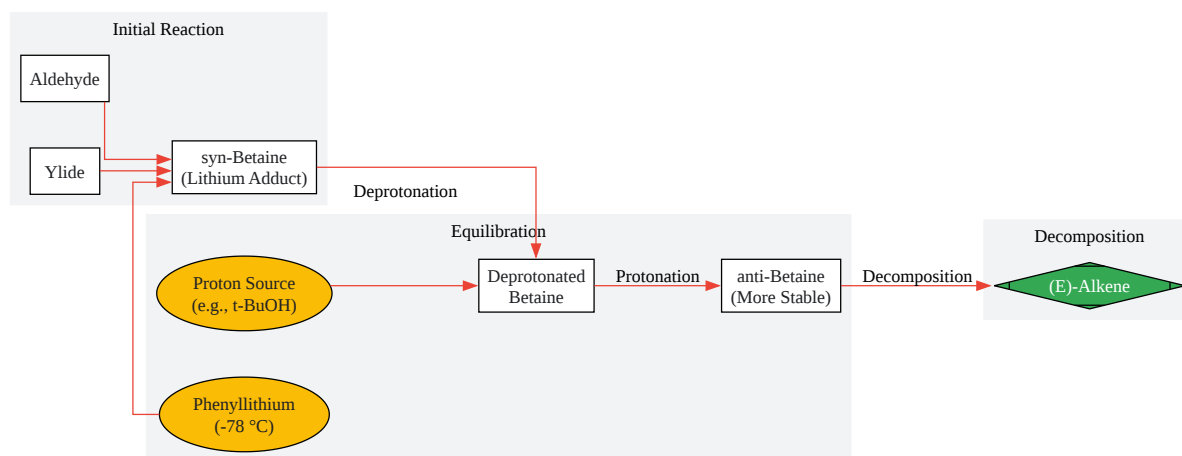 Initial Reaction
Aldehyde
Ylide
syn-Betaine
(Lithium Adduct)
Deprotonation
Equilibration
Proton Source
(e.g., t-BuOH)
Deprotonated
Betaine
Protonation
anti-Betaine
(More Stable)
Decomposition
Decomposition
(E)-Alkene
Phenyllithium
(-78 °C)